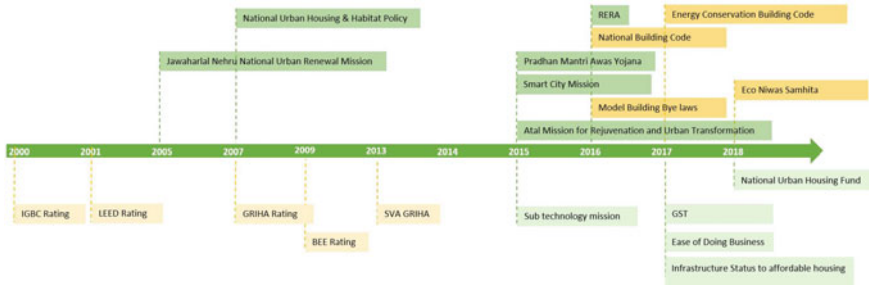 RERA
Energy Conservation Building Code
National Urban Housing & Habitat Policy
National Building Code
Jawaharlal Nehru National Urban Renewal Mission
Pradhan Mantri Awas Yojana
Smart City Mission
Eco Niwas Samhita
Model Building Bye laws
Atal Mission for Rejuvenation and Urban Transformation
2000 2001 2005 2007 2009 2013 2014 2015 2016 2017 2018
National Urban Housing Fund
IGBC Rating
LEED Rating
GRIHA Rating
SVA GRIHA
Sub technology mission
GST
BEE Rating
Ease of Doing Business
Infrastructure Status to affordable housing